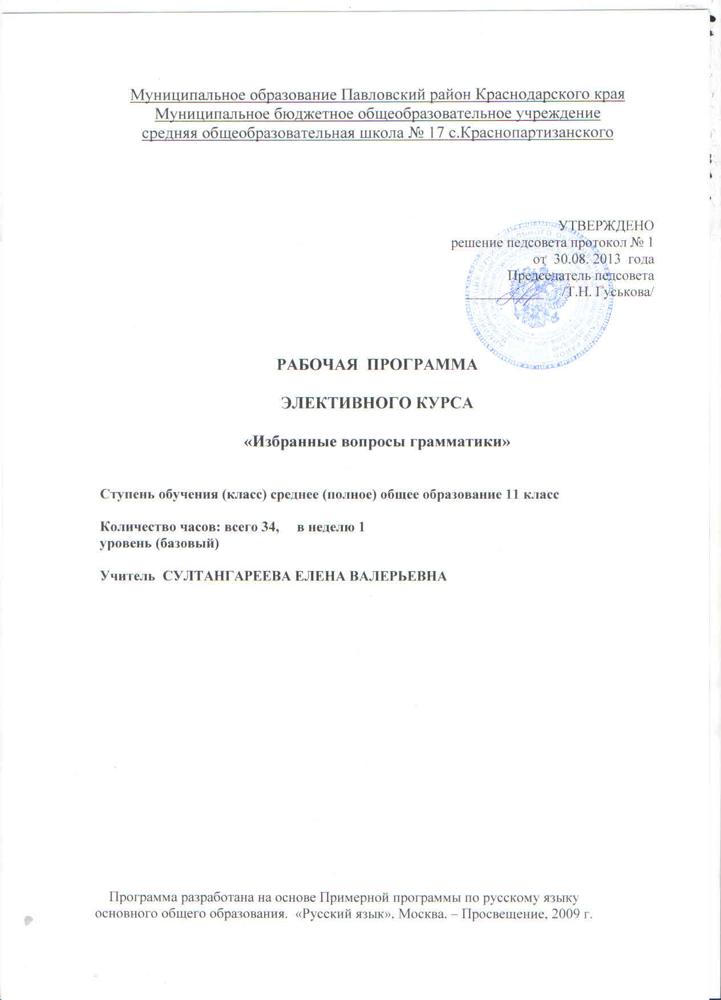 Муниципальное образование Павловский район Краснодарского края
Муниципальное бюджетное общеобразовательное учреждение
средняя общеобразовательная школа № 17 с.Краснопартизанского
УТВЕРЖДЕНО
решение педсовета протокол № 1
от 30.08. 2013 года
Председатель педсовета
/Т.Н. Гуськова/
РАБОЧАЯ ПРОГРАММА
ЭЛЕКТИВНОГО КУРСА
«Избранные вопросы грамматики»
Ступень обучения (класс) среднее (полное) общее образование 11 класс
Количество часов: всего 34, в неделю 1
уровень (базовый)
Учитель СУЛТАНГАРЕЕВА ЕЛЕНА ВАЛЕРЬЕВНА
Программа разработана на основе Примерной программы по русскому языку
основного общего образования. «Русский язык». Москва. – Просвещение, 2009 г.